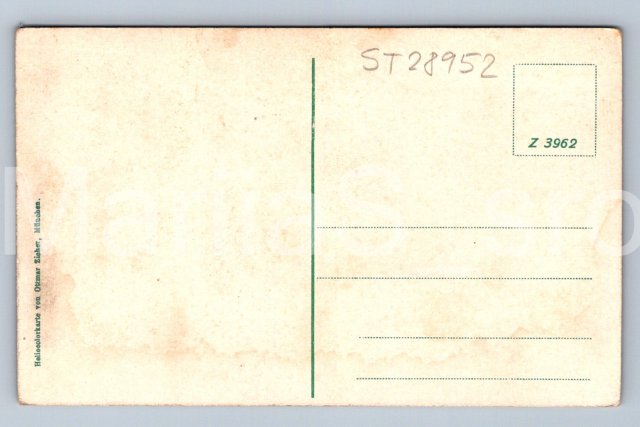 ST28952
Z 3962
Heliocolorkarte von Ottmar Zieher, München.